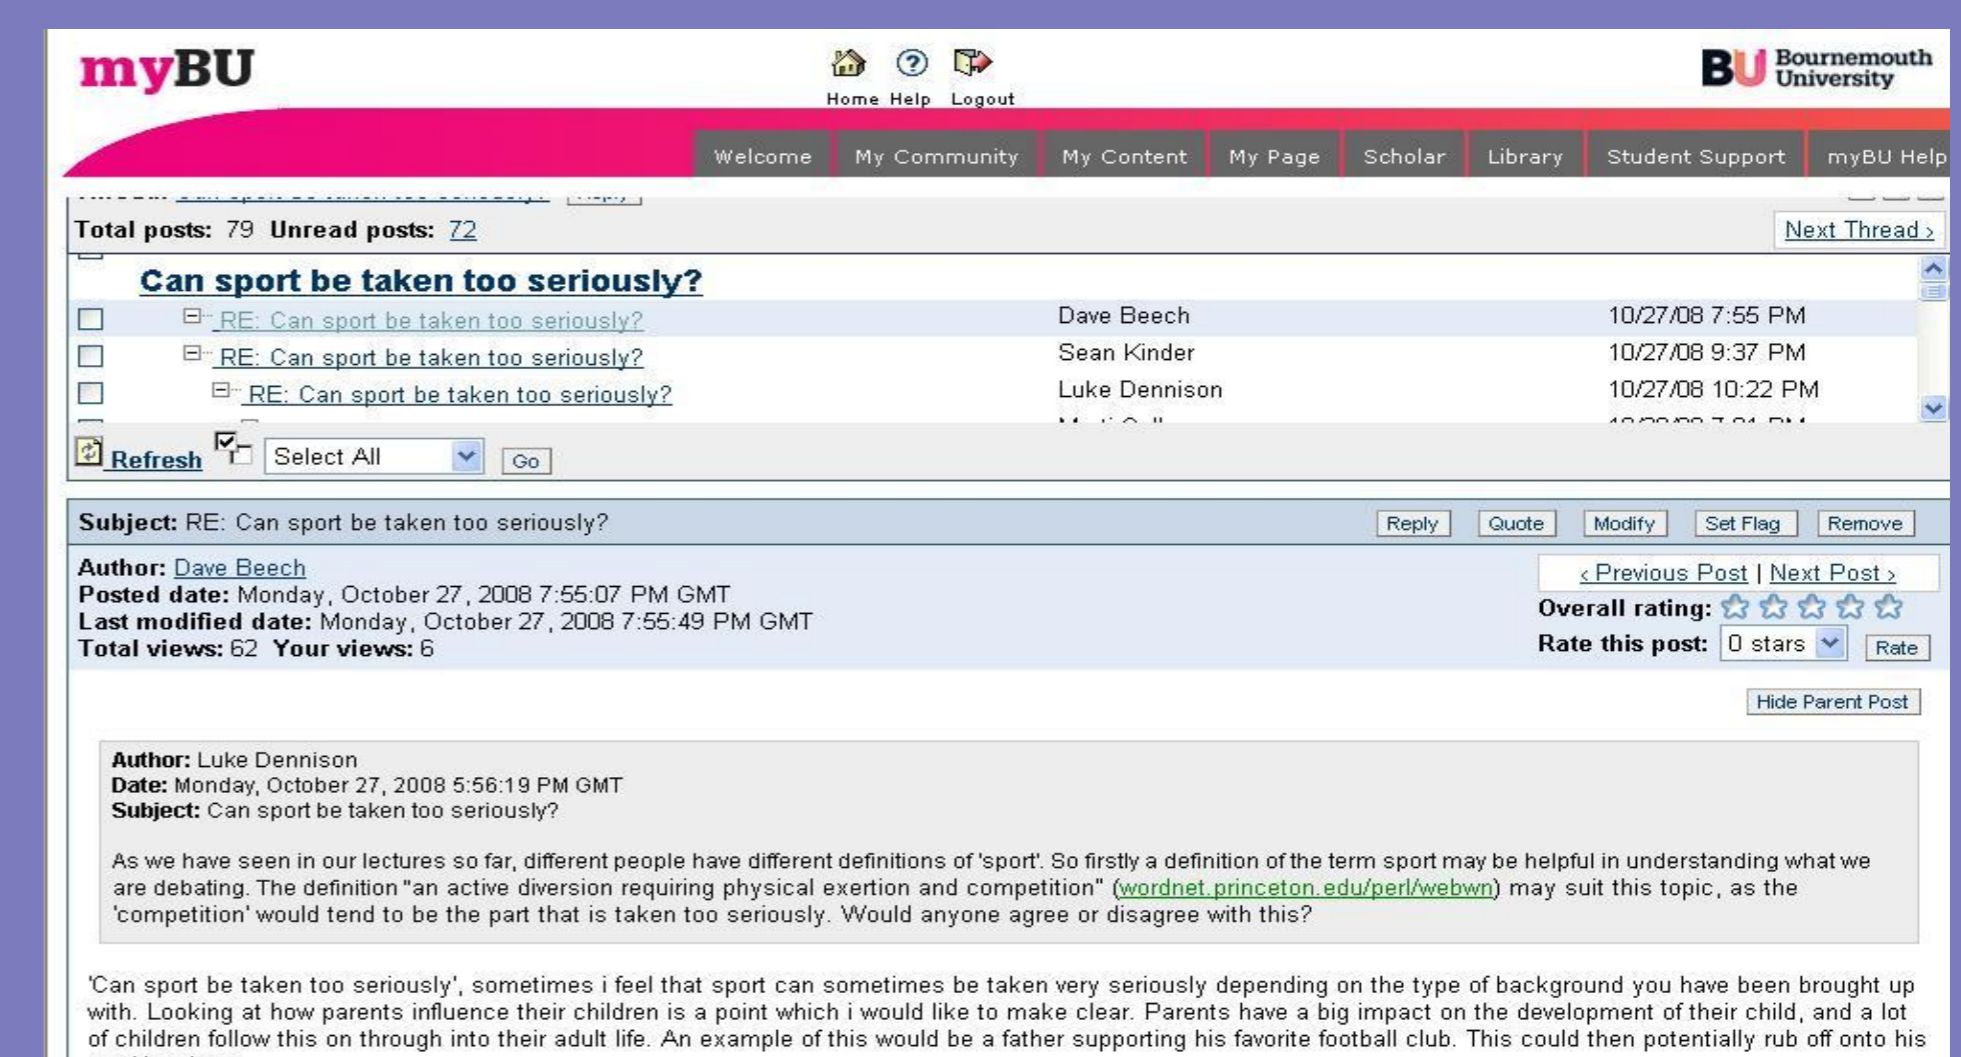 myBU
Home Help Logout
BU Bournemouth University
Welcome My Community My Content My Page Scholar Library Student Support myBU Help
Total posts: 79 Unread posts: 72
Next Thread >
Can sport be taken too seriously?
RE: Can sport be taken too seriously? Dave Beech 10/27/08 7:55 PM
RE: Can sport be taken too seriously? Sean Kinder 10/27/08 9:37 PM
RE: Can sport be taken too seriously? Luke Dennison 10/27/08 10:22 PM
Refresh Select All Go
Subject: RE: Can sport be taken too seriously? Reply Quote Modify Set Flag Remove
Author: Dave Beech
Posted date: Monday, October 27, 2008 7:55:07 PM GMT
Last modified date: Monday, October 27, 2008 7:55:49 PM GMT
Total views: 62 Your views: 6
< Previous Post | Next Post >
Overall rating:
Rate this post: 0 stars Rate
Hide Parent Post
Author: Luke Dennison
Date: Monday, October 27, 2008 5:56:19 PM GMT
Subject: Can sport be taken too seriously?
As we have seen in our lectures so far, different people have different definitions of 'sport'. So firstly a definition of the term sport may be helpful in understanding what we
are debating. The definition "an active diversion requiring physical exertion and competition" (wordnet.princeton.edu/perl/webwn) may suit this topic, as the
'competition' would tend to be the part that is taken too seriously. Would anyone agree or disagree with this?
'Can sport be taken too seriously', sometimes i feel that sport can sometimes be taken very seriously depending on the type of background you have been brought up
with. Looking at how parents influence their children is a point which i would like to make clear. Parents have a big impact on the development of their child, and a lot
of children follow this on through into their adult life. An example of this would be a father supporting his favorite football club. This could then potentially rub off onto his